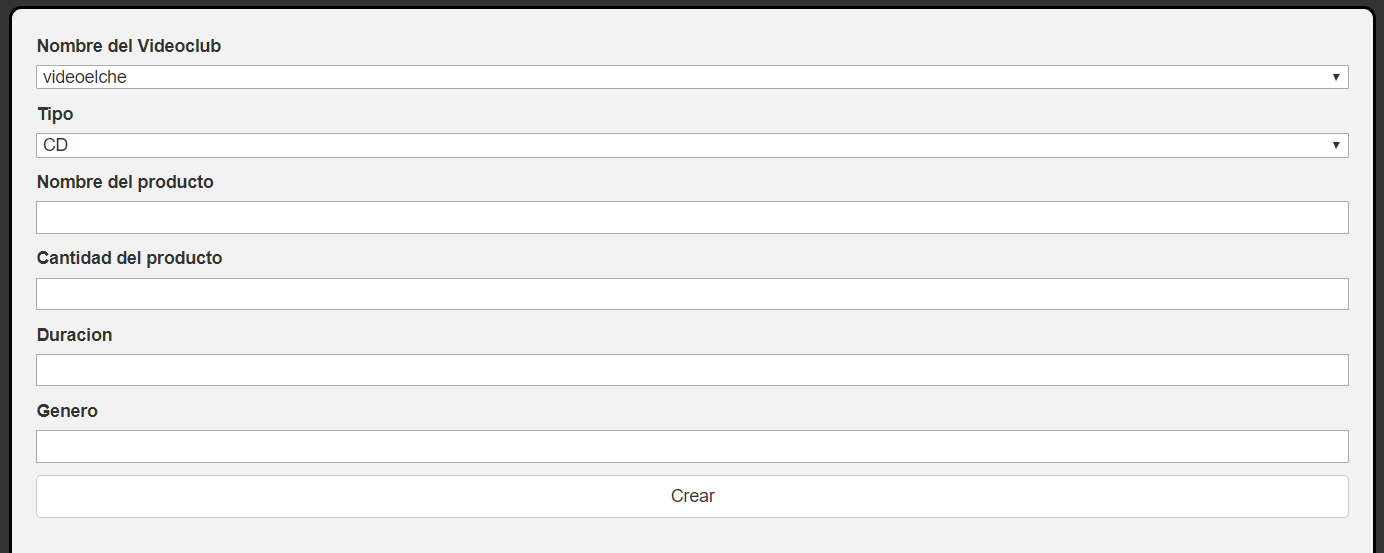 Nombre del Videoclub
videoelche
Tipo
CD
Nombre del producto
Cantidad del producto
Duracion
Genero
Crear